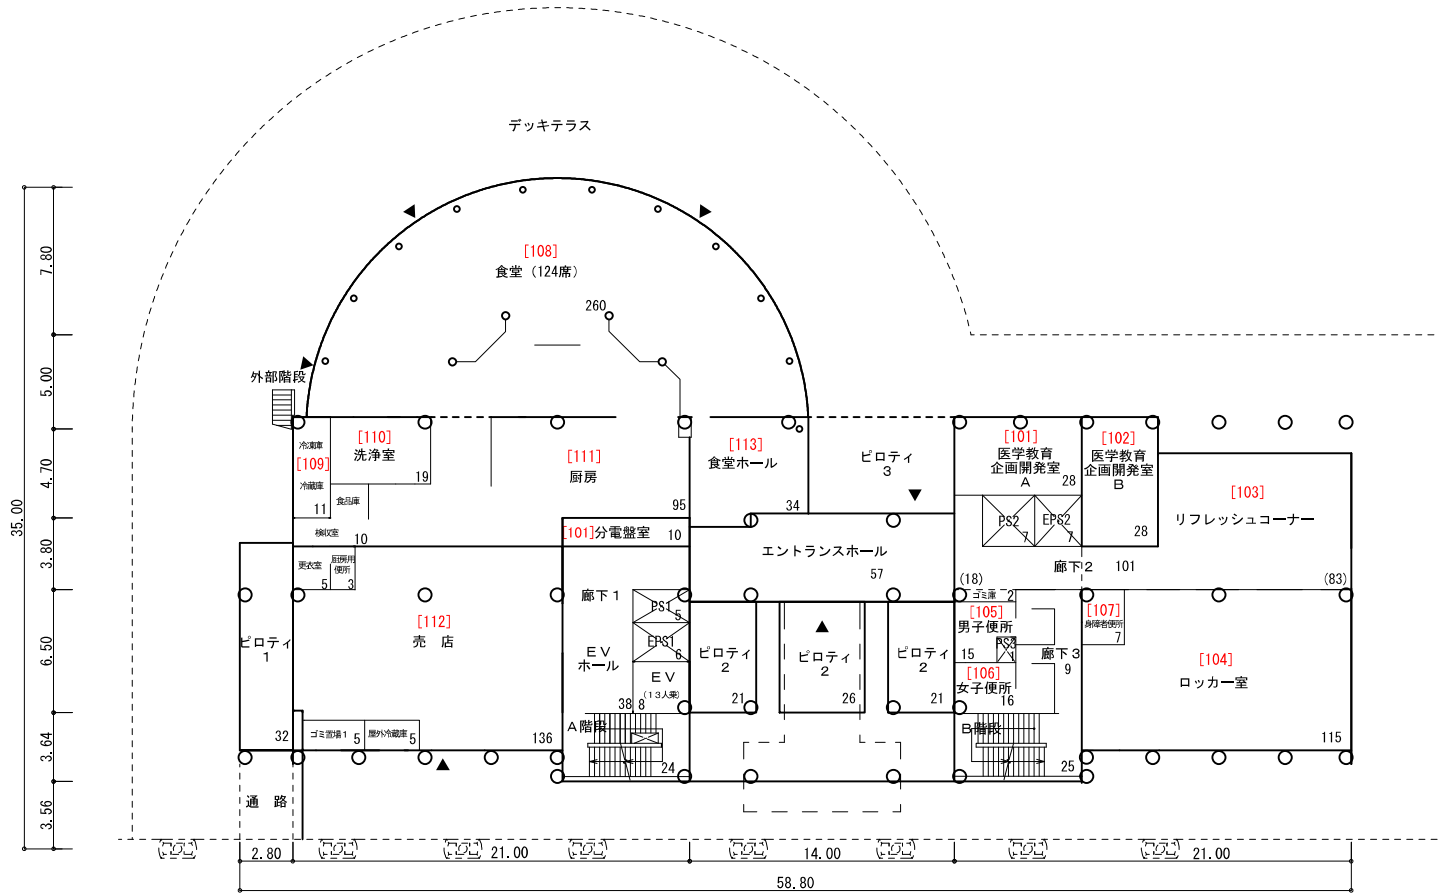 デッキテラス
[108]
食堂（124席）
260
外部階段
冷凍庫
[109]
冷蔵庫
11
[110]
洗浄室
19
食品庫
検収室
10
[111]
厨房
95
[113]
食堂ホール
34
ピロティ
3
[101]
医学教育
企画開発室
A
28
[102]
医学教育
企画開発室
B
28
[103]
リフレッシュコーナー
(83)
PS2
7
EPS2
7
[101]分電盤室
10
エントランスホール
57
廊下2
101
(18)
更衣室
5
厨房用
便所
3
ピロティ
1
32
[112]
売　店
136
廊下1
PS1
5
EPS1
6
EV
ホール
38
EV
(13人乗)
8
ピロティ
2
21
ピロティ
2
26
ピロティ
2
21
ゴミ庫
2
[105]
男子便所
15
PS3
1
[106]
女子便所
16
廊下3
9
[107]
身障者便所
7
[104]
ロッカー室
115
ゴミ置場1
5
屋外冷蔵庫
5
A階段
24
B階段
25
通　路
7.80
5.00
4.70
3.80
6.50
3.64
3.56
35.00
2.80
21.00
14.00
21.00
58.80